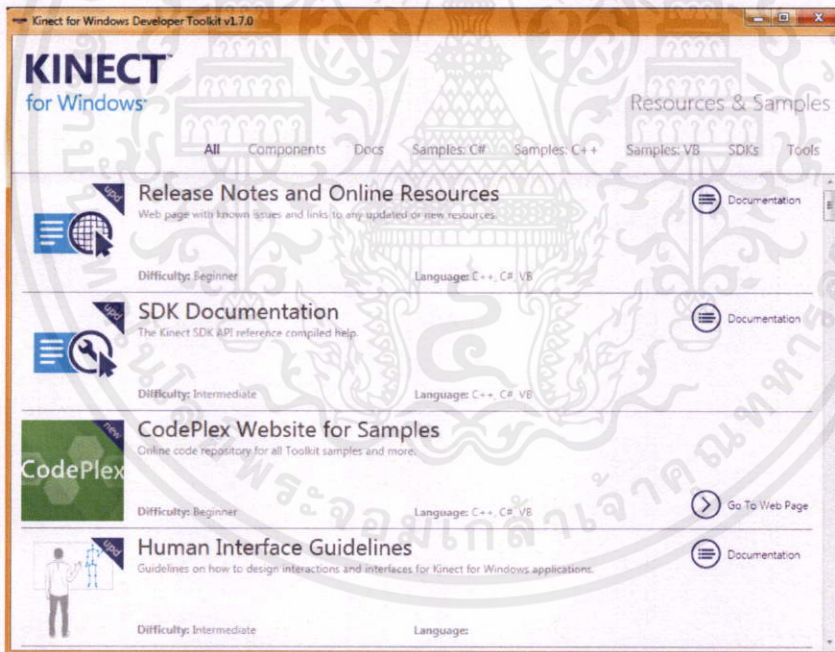 Kinect for Windows Developer Toolkit v1.7.0
KINECT™
for Windows
Resources & Samples
All Components Docs Samples: C# Samples: C++ Samples: VB SDKs Tools
upd
Release Notes and Online Resources
Documentation
Web page with known issues and links to any updated or new resources.
Difficulty: Beginner Language: C++, C#, VB
upd
SDK Documentation
Documentation
The Kinect SDK API reference compiled help.
Difficulty: Intermediate Language: C++, C#, VB
new
CodePlex
CodePlex Website for Samples
Online code repository for all Toolkit samples and more.
Difficulty: Beginner Language: C++, C#, VB
Go To Web Page
upd
Human Interface Guidelines
Documentation
Guidelines on how to design interactions and interfaces for Kinect for Windows applications.
Difficulty: Intermediate Language: